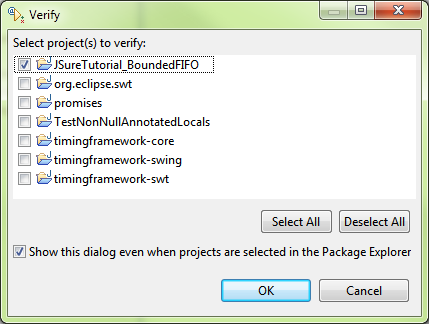 Verify
Select project(s) to verify:
JSureTutorial_BoundedFIFO
org.eclipse.swt
promises
TestNonNullAnnotatedLocals
timingframework-core
timingframework-swing
timingframework-swt
Select All Deselect All
Show this dialog even when projects are selected in the Package Explorer
OK Cancel